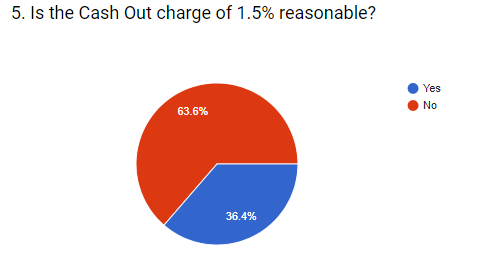 5. Is the Cash Out charge of 1.5% reasonable?
Yes
No
63.6%
36.4%